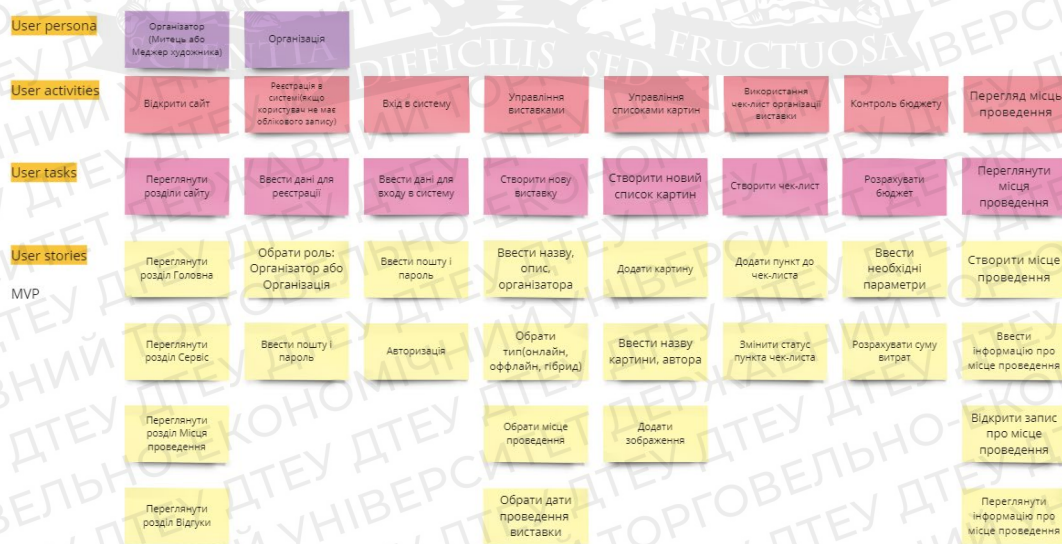 User persona
Організатор
(Митець або
Меджер художника)
Організація
SCIENTIA DIFFICILIS SED FRUCTUOSA
User activities
Відкрити сайт
Реєстрація в
системі(якщо
користувач не має
облікового запису)
Вхід в систему
Управління
виставками
Управління
списками картин
Використання
чек-лист організації
виставки
Контроль бюджету
Перегляд місць
проведення
User tasks
Переглянути
розділи сайту
Ввести дані для
реєстрації
Ввести дані для
входу в систему
Створити нову
виставку
Створити новий
список картин
Створити чек-лист
Розрахувати
бюджет
Переглянути
місця
проведення
User stories
MVP
Переглянути
розділ Головна
Обрати роль:
Організатор або
Організація
Ввести пошту і
пароль
Ввести назву,
опис,
організатора
Додати картину
Додати пункт до
чек-листа
Ввести
необхідні
параметри
Створити місце
проведення
Переглянути
розділ Сервіс
Ввести пошту і
пароль
Авторизація
Обрати
тип(онлайн,
оффлайн, гібрид)
Ввести назву
картини, автора
Змінити статус
пункта чек-листа
Розрахувати суму
витрат
Ввести
інформацію про
місце проведення
Переглянути
розділ Місця
проведення
Обрати місце
проведення
Додати
зображення
Відкрити запис
про місце
проведення
Переглянути
розділ Відгуки
Обрати дати
проведення
виставки
Переглянути
інформацію про
місце проведення